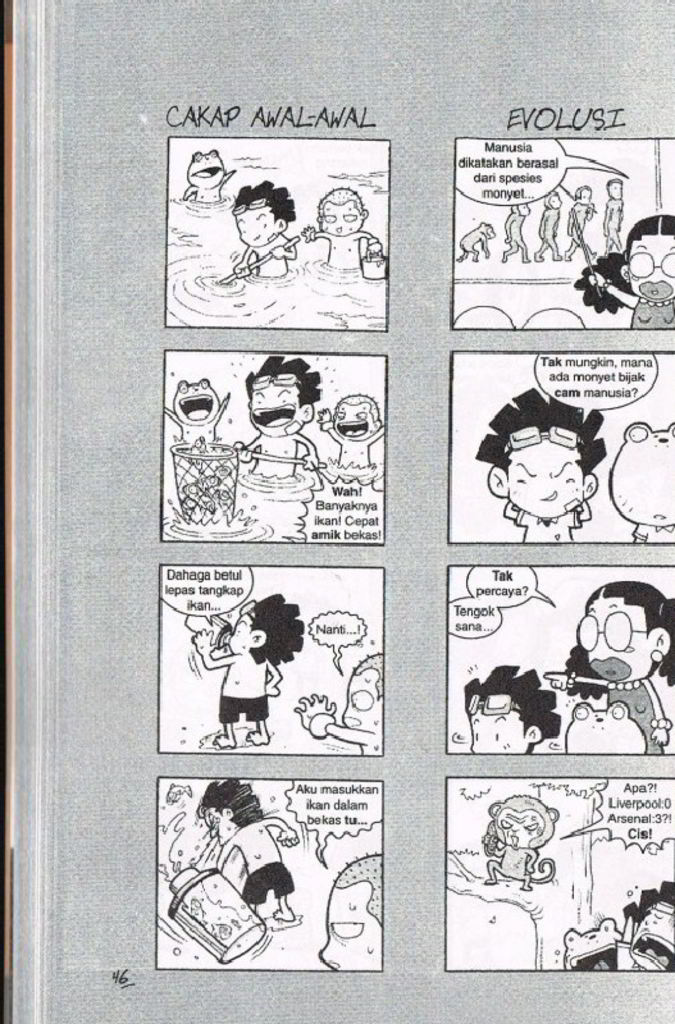 CAKAP AWAL-AWAL
Wah!
Banyaknya
ikan! Cepat
amik bekas!
Dahaga betul
lepas tangkap
ikan...
Nanti...!
Aku masukkan
ikan dalam
bekas tu...
EVOLUSI
Manusia
dikatakan berasal
dari spesies
monyet...
Tak mungkin, mana
ada monyet bijak
cam manusia?
Tak
percaya?
Tengok
sana...
Apa?!
Liverpool:0
Arsenal:3?!
Cis!
46